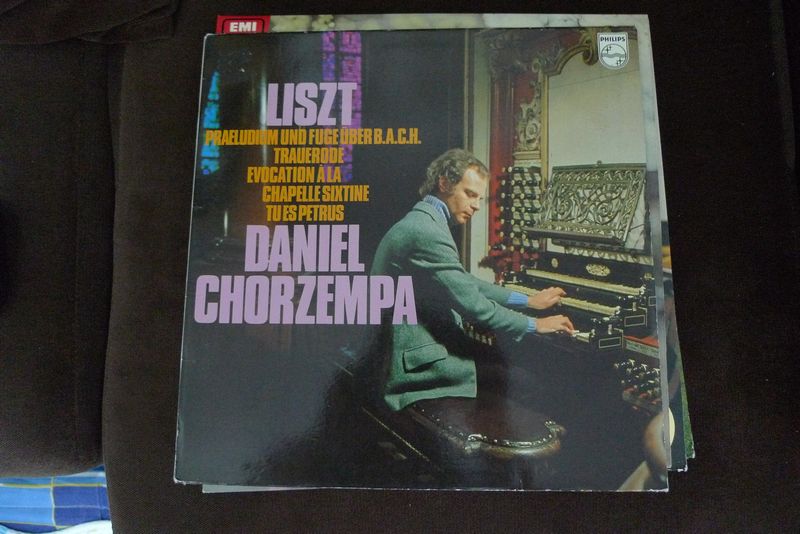 EMI
PHILIPS
LISZT
PRAELUDIUM UND FUGE ÜBER B.A.C.H.
TRAUERODE
EVOCATION À LA
CHAPELLE SIXTINE
TU ES PETRUS
DANIEL
CHORZEMPA